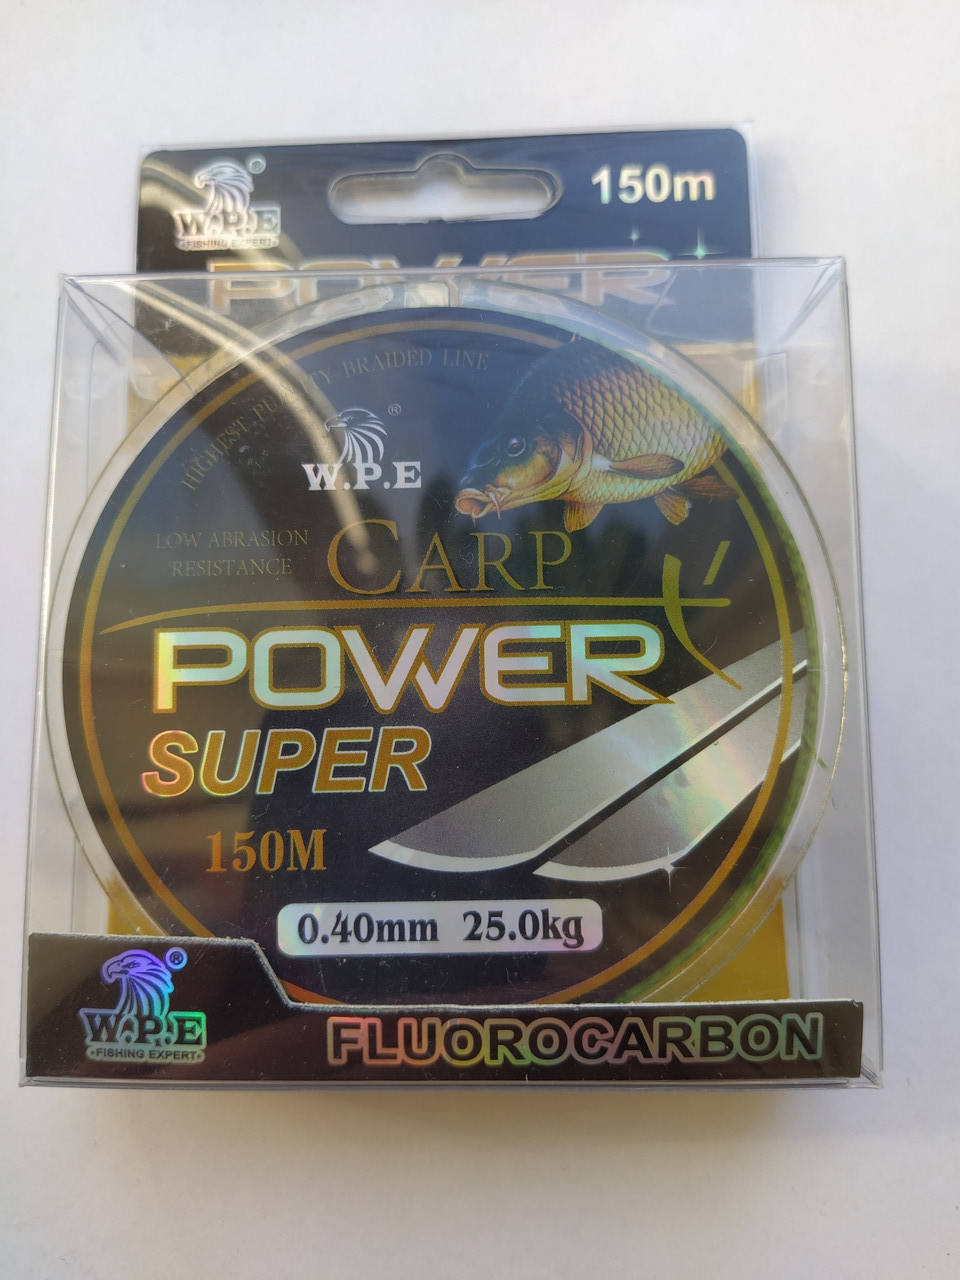 W.P.E ®
FISHING EXPERT
150m
POWER
HIGHEST PURITY BRAIDED LINE
®
W.P.E
LOW ABRASION
RESISTANCE
CARP
POWER
SUPER
150M
0.40mm 25.0kg
®
W.P.E
•FISHING EXPERT•
FLUOROCARBON